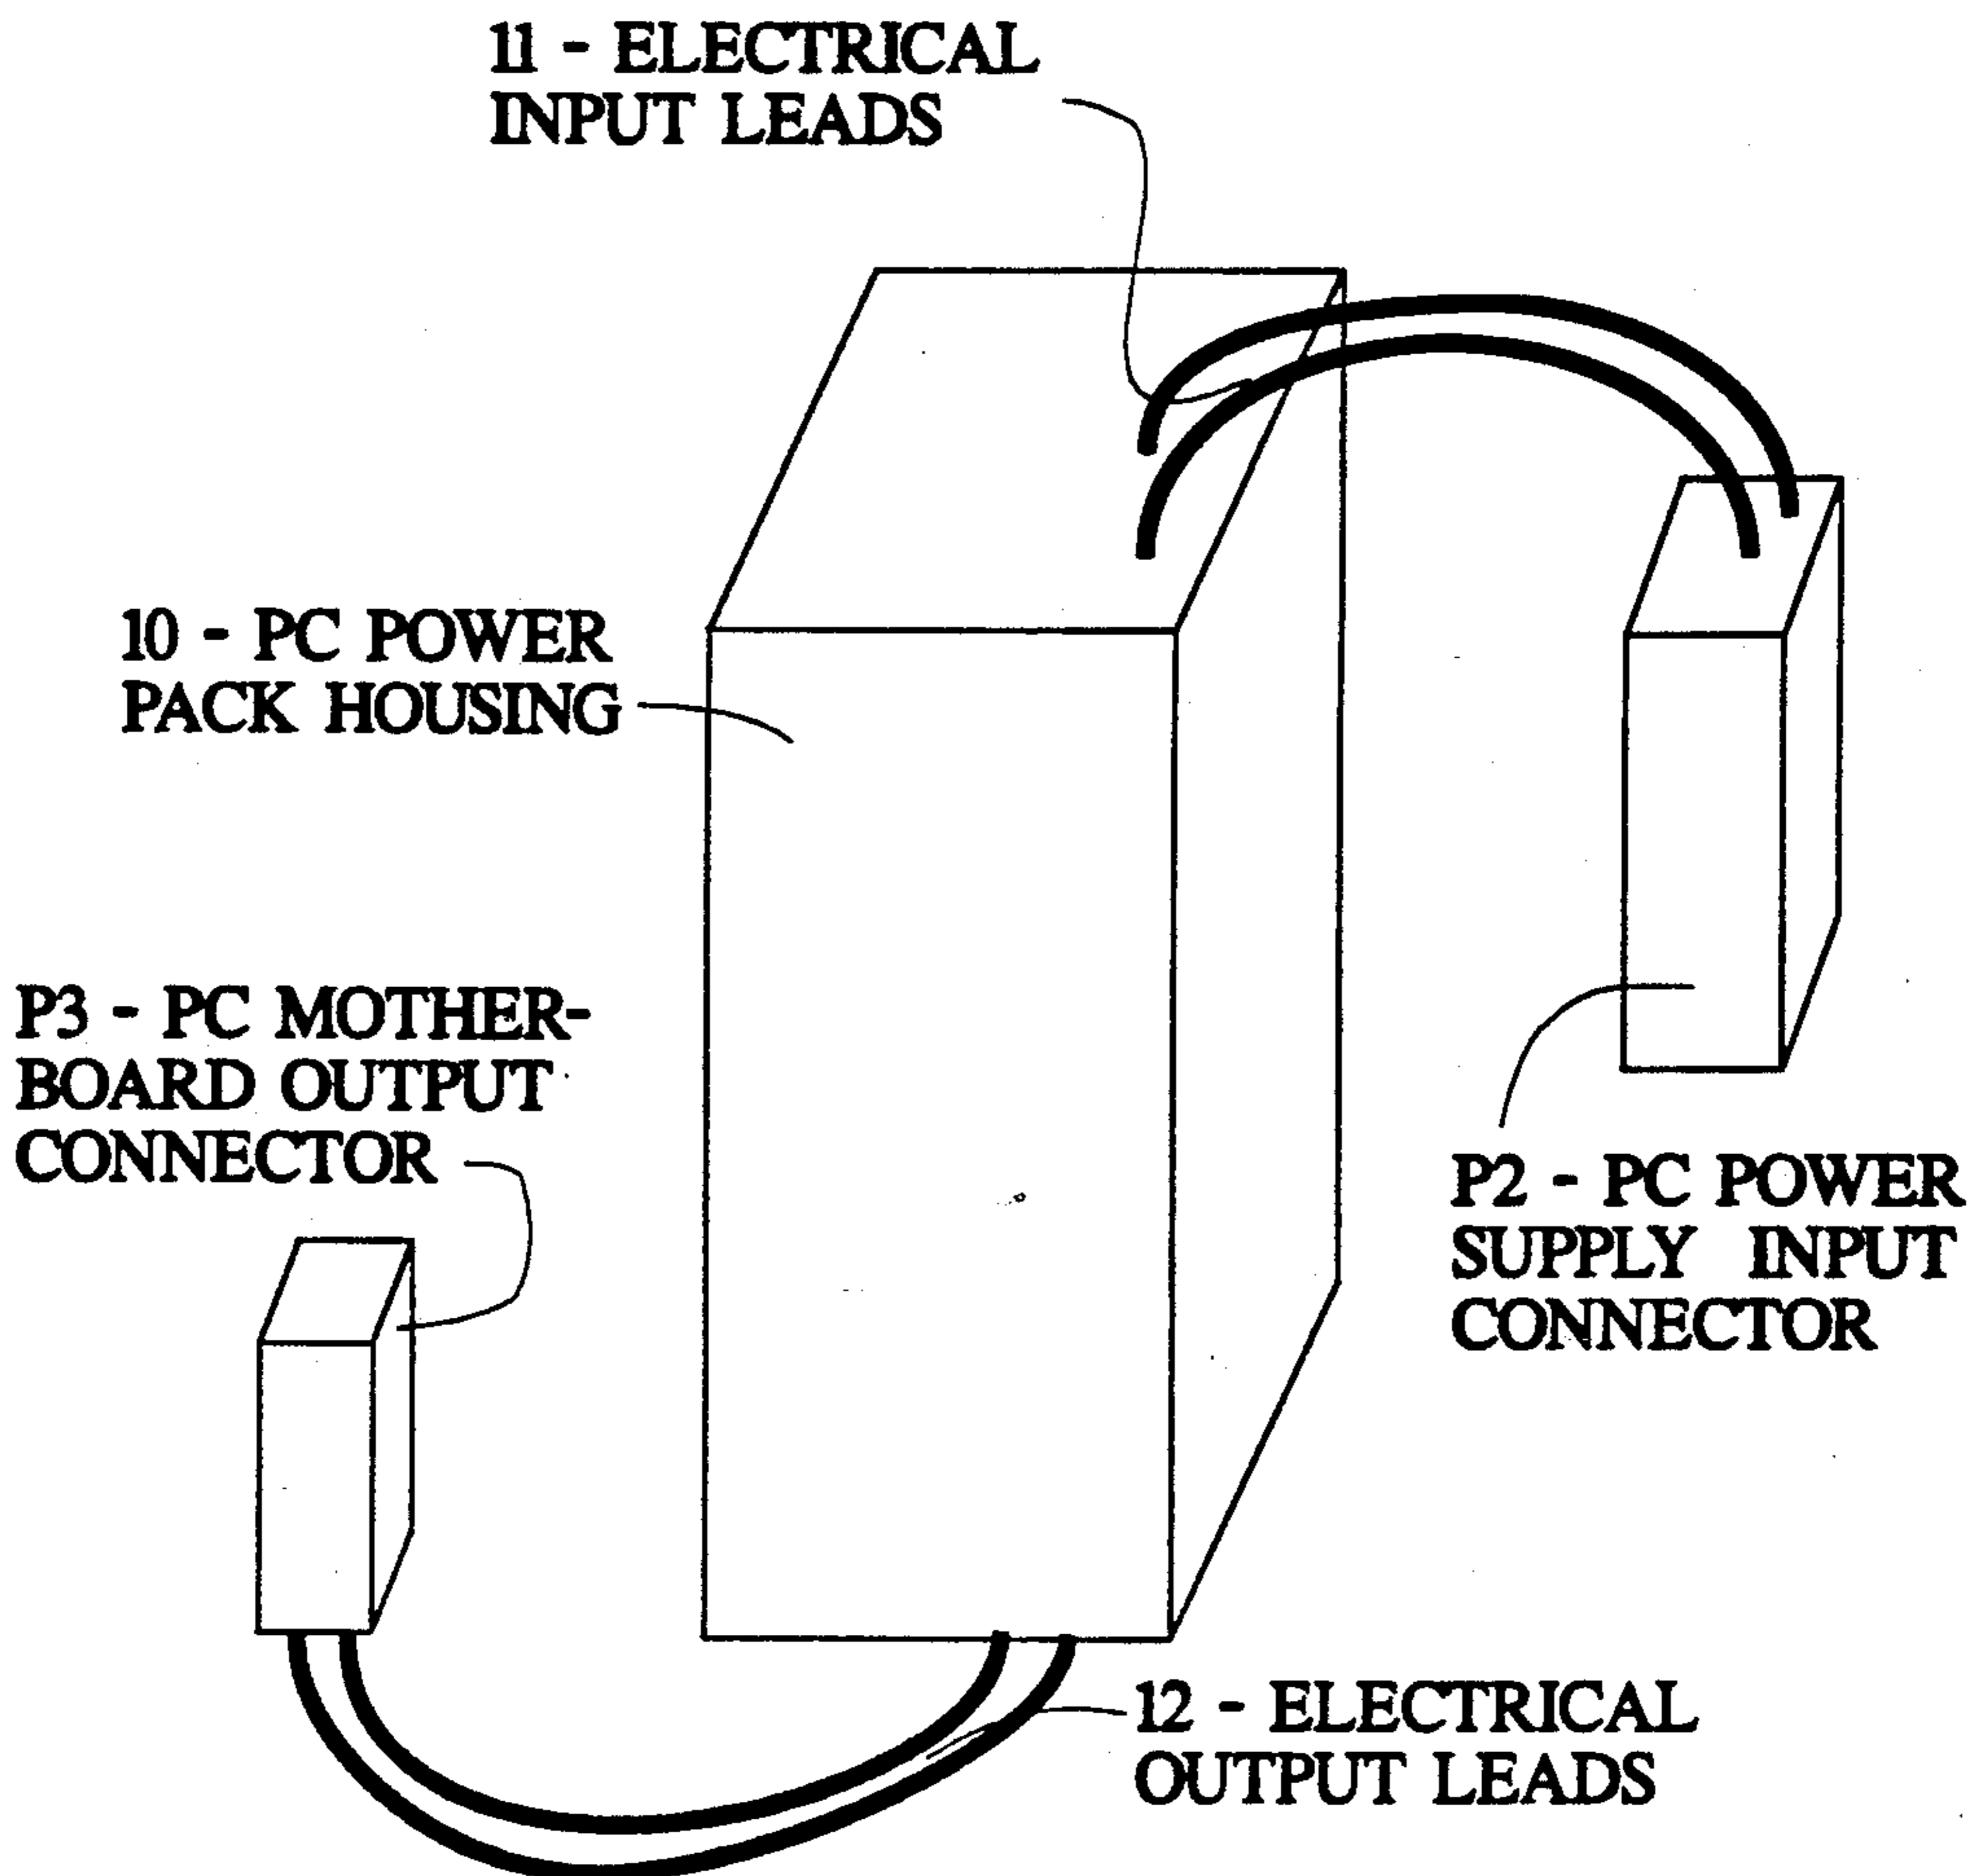 11 - ELECTRICAL
INPUT LEADS
10 - PC POWER
PACK HOUSING
P3 - PC MOTHER-
BOARD OUTPUT
CONNECTOR
P2 - PC POWER
SUPPLY INPUT
CONNECTOR
12 - ELECTRICAL
OUTPUT LEADS